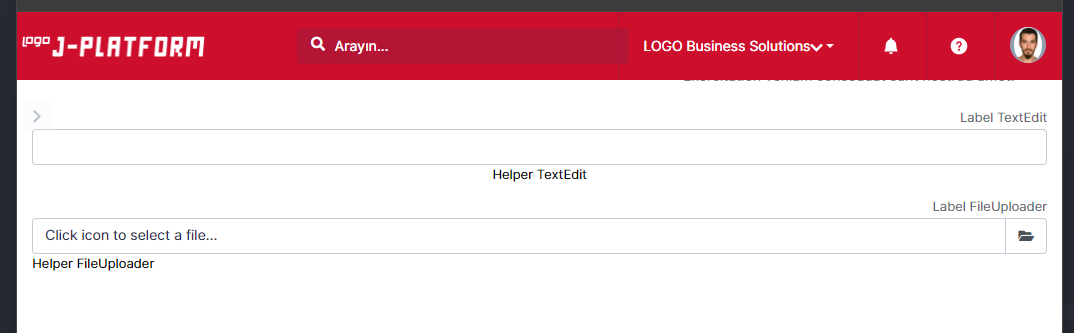 logo J-PLATFORM
Arayın...
LOGO Business Solutions
Label TextEdit
Helper TextEdit
Label FileUploader
Click icon to select a file...
Helper FileUploader